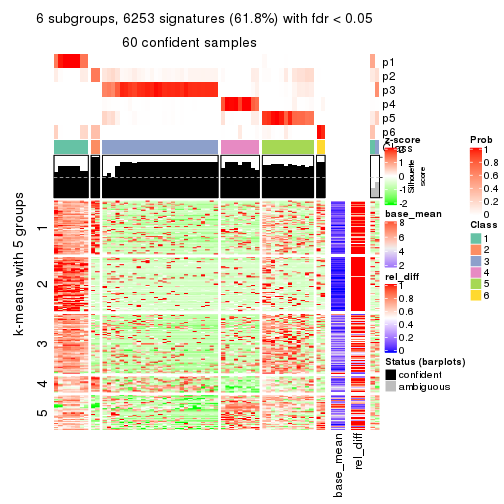 6 subgroups, 6253 signatures (61.8%) with fdr < 0.05
60 confident samples
p1
p2
p3
p4
p5
p6
Class
1
0.5
0
Silhouette
score
k-means with 5 groups
1
2
3
4
5
base_mean
rel_diff
z-score
2
1
0
-1
-2
base_mean
8
6
4
2
rel_diff
1
0.8
0.6
0.4
0.2
0
Status (barplots)
confident
ambiguous
Prob
1
0.8
0.6
0.4
0.2
0
Class
1
2
3
4
5
6